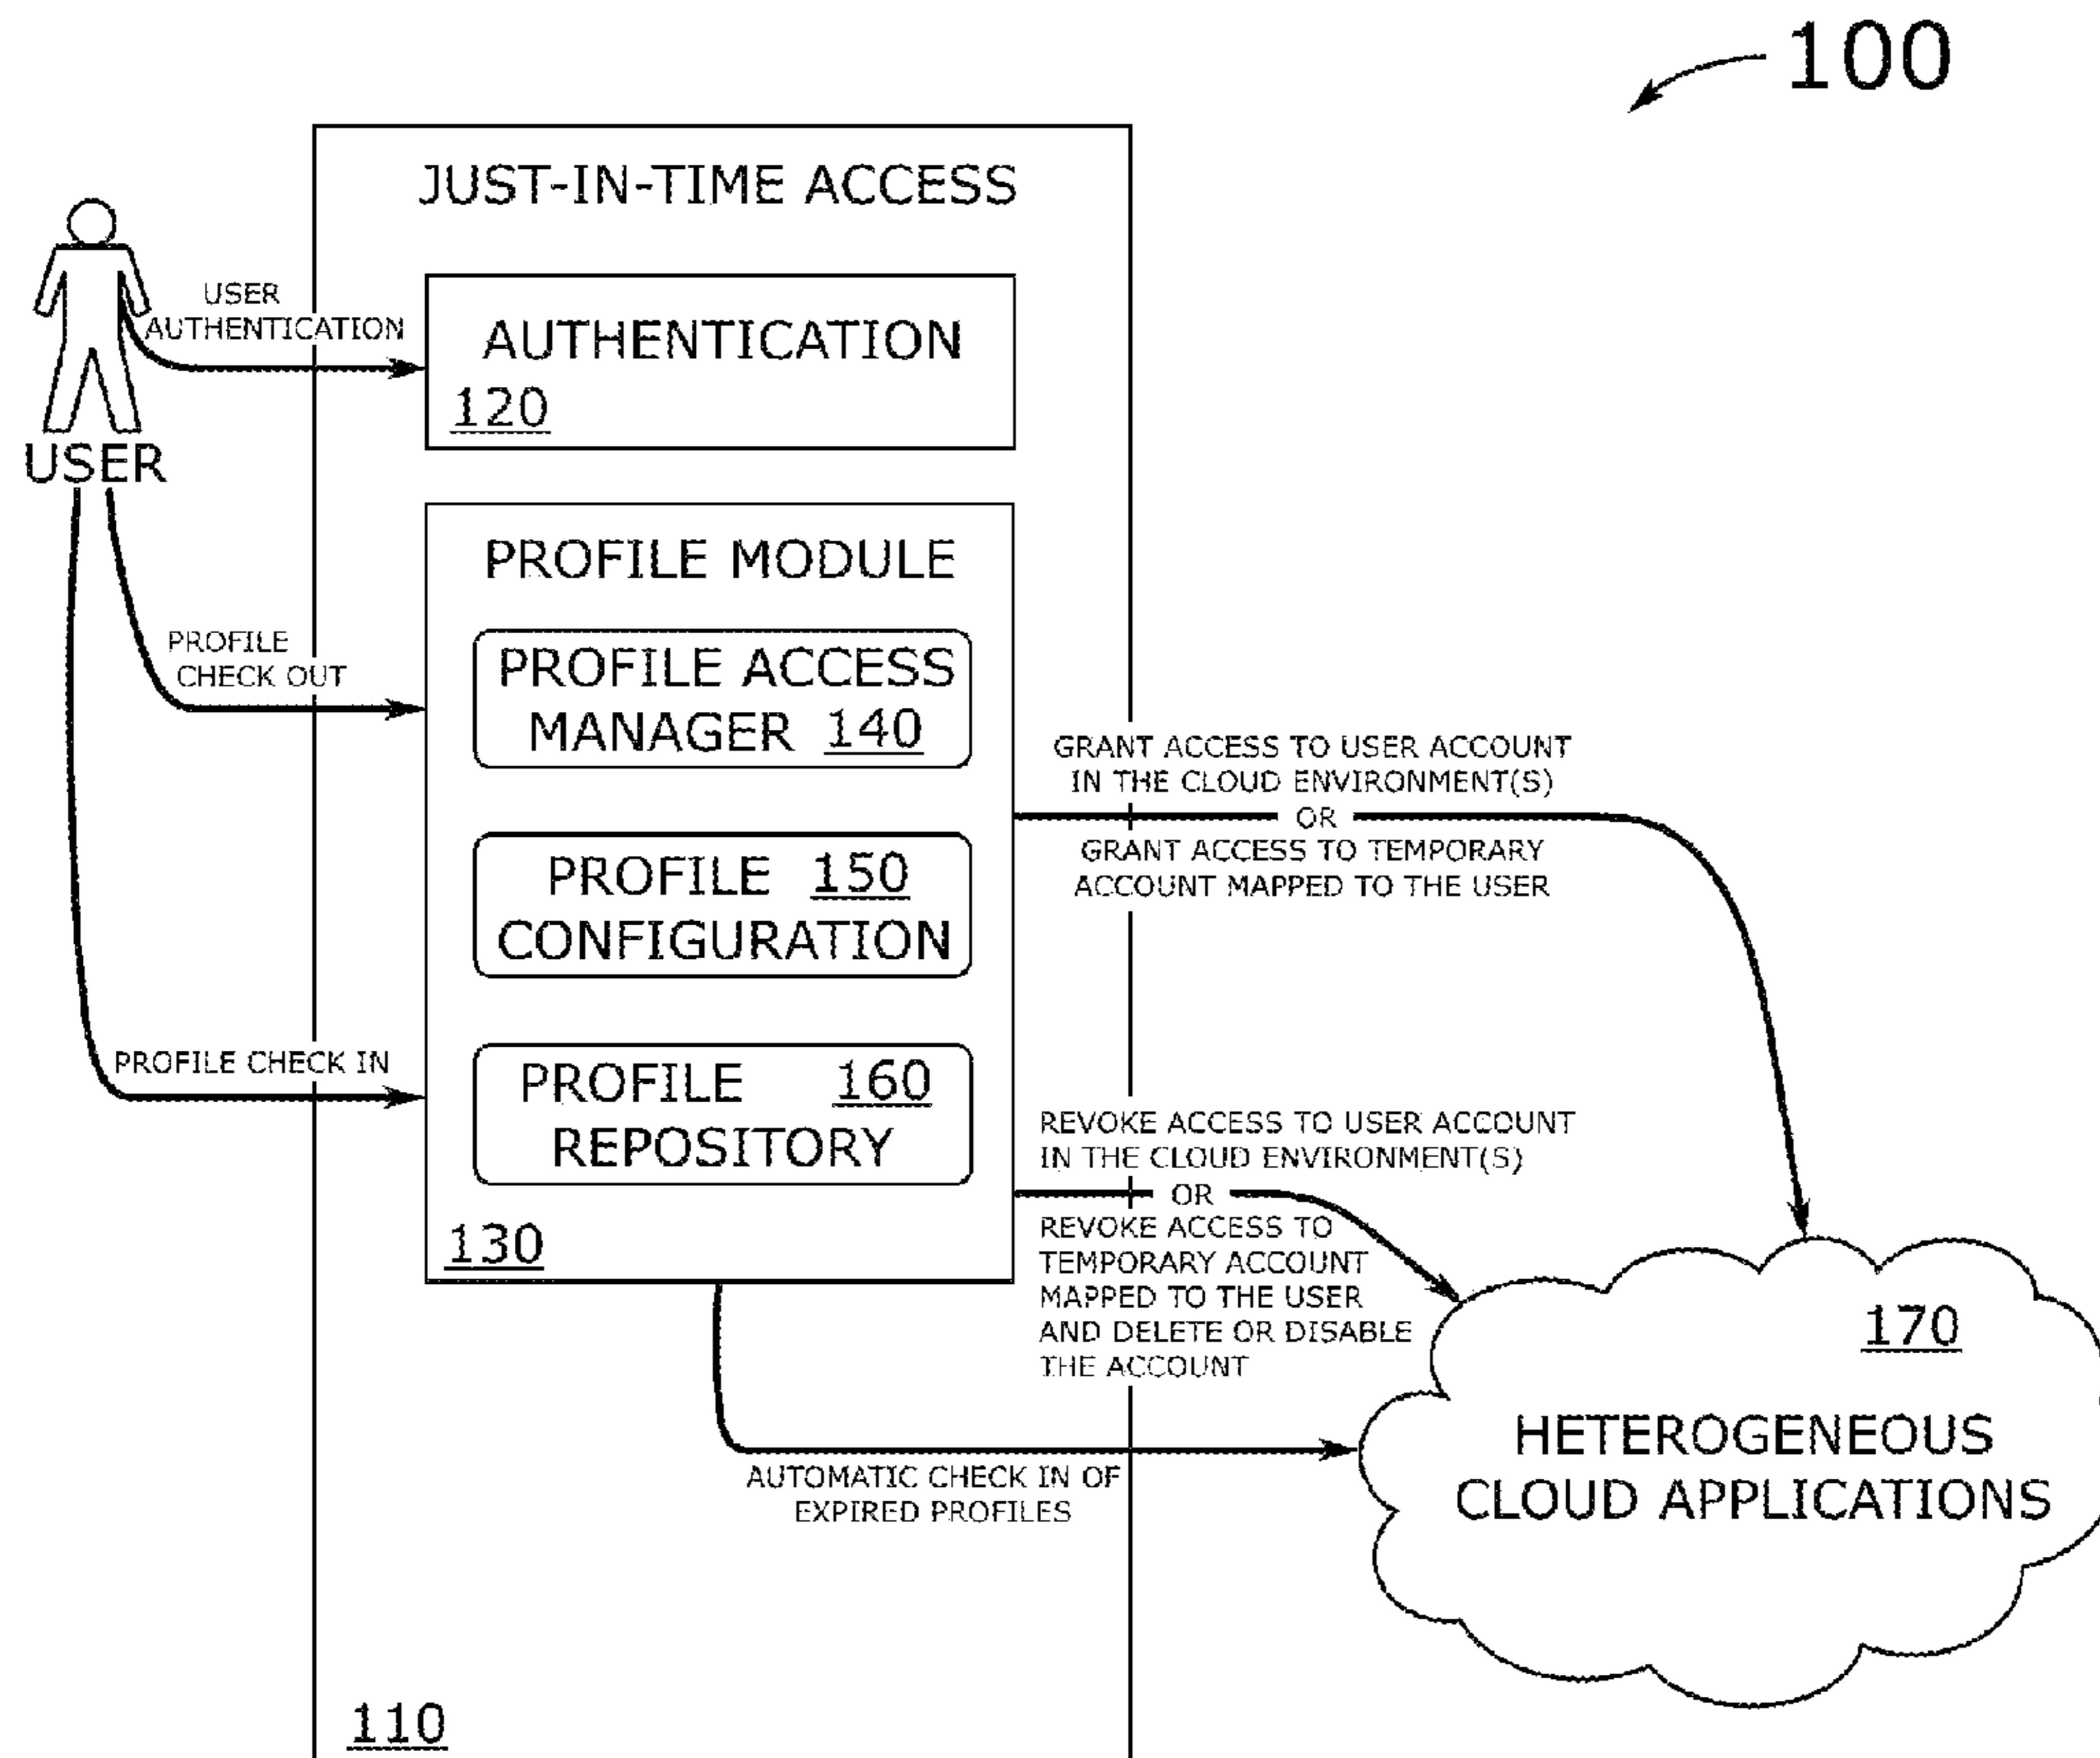 100
JUST-IN-TIME ACCESS
USER
AUTHENTICATION
AUTHENTICATION
120
USER
PROFILE MODULE
PROFILE
CHECK OUT
PROFILE ACCESS
MANAGER 140
GRANT ACCESS TO USER ACCOUNT
IN THE CLOUD ENVIRONMENT(S)
OR
GRANT ACCESS TO TEMPORARY
ACCOUNT MAPPED TO THE USER
PROFILE 150
CONFIGURATION
PROFILE CHECK IN
PROFILE 160
REPOSITORY
130
REVOKE ACCESS TO USER ACCOUNT
IN THE CLOUD ENVIRONMENT(S)
OR
REVOKE ACCESS TO
TEMPORARY ACCOUNT
MAPPED TO THE USER
AND DELETE OR DISABLE
THE ACCOUNT
170
HETEROGENEOUS
CLOUD APPLICATIONS
AUTOMATIC CHECK IN OF
EXPIRED PROFILES
110